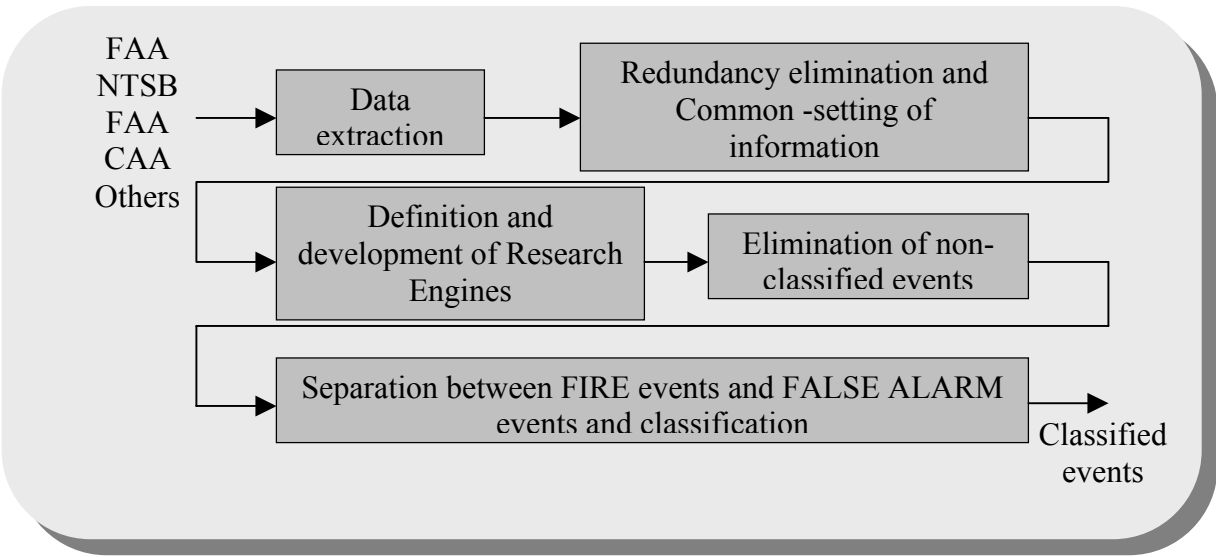 FAA
NTSB
FAA
CAA
Others
Data
extraction
Redundancy elimination and
Common -setting of
information
Definition and
development of Research
Engines
Elimination of non-
classified events
Separation between FIRE events and FALSE ALARM
events and classification
Classified
events